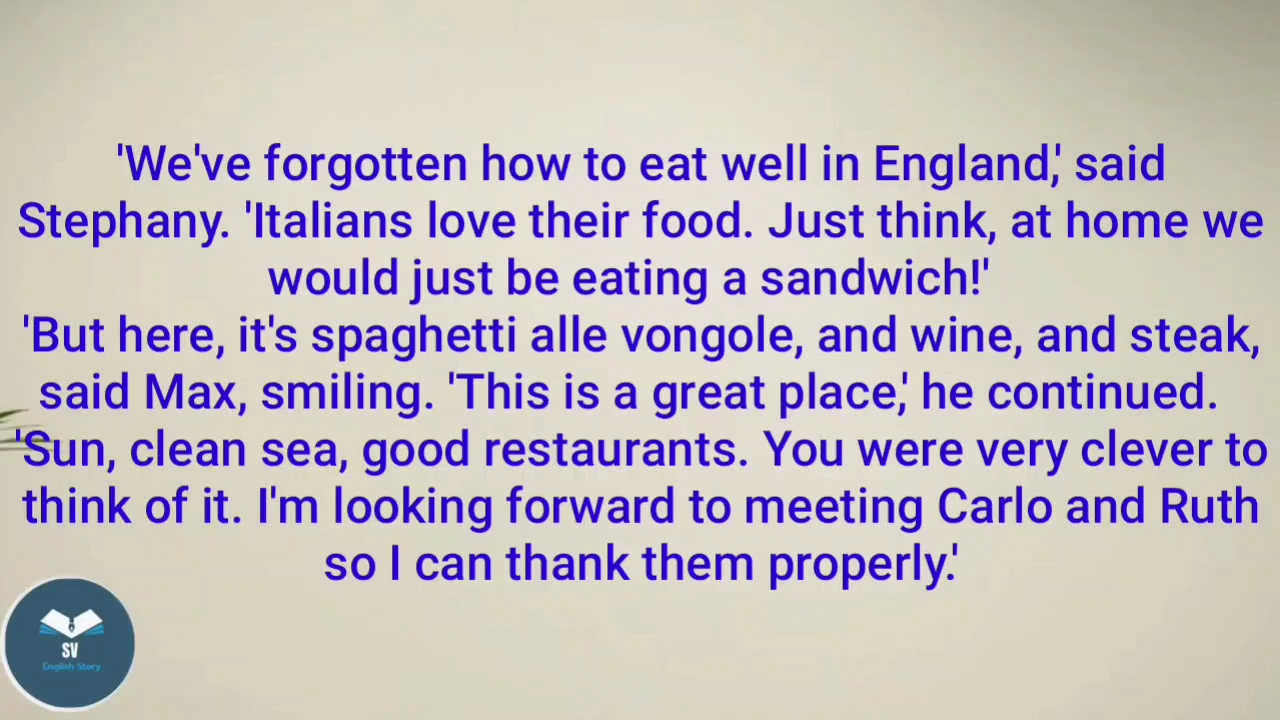 'We've forgotten how to eat well in England,' said
Stephany. 'Italians love their food. Just think, at home we
would just be eating a sandwich!'
'But here, it's spaghetti alle vongole, and wine, and steak,
said Max, smiling. 'This is a great place,' he continued.
'Sun, clean sea, good restaurants. You were very clever to
think of it. I'm looking forward to meeting Carlo and Ruth
so I can thank them properly.'
SV
English Story